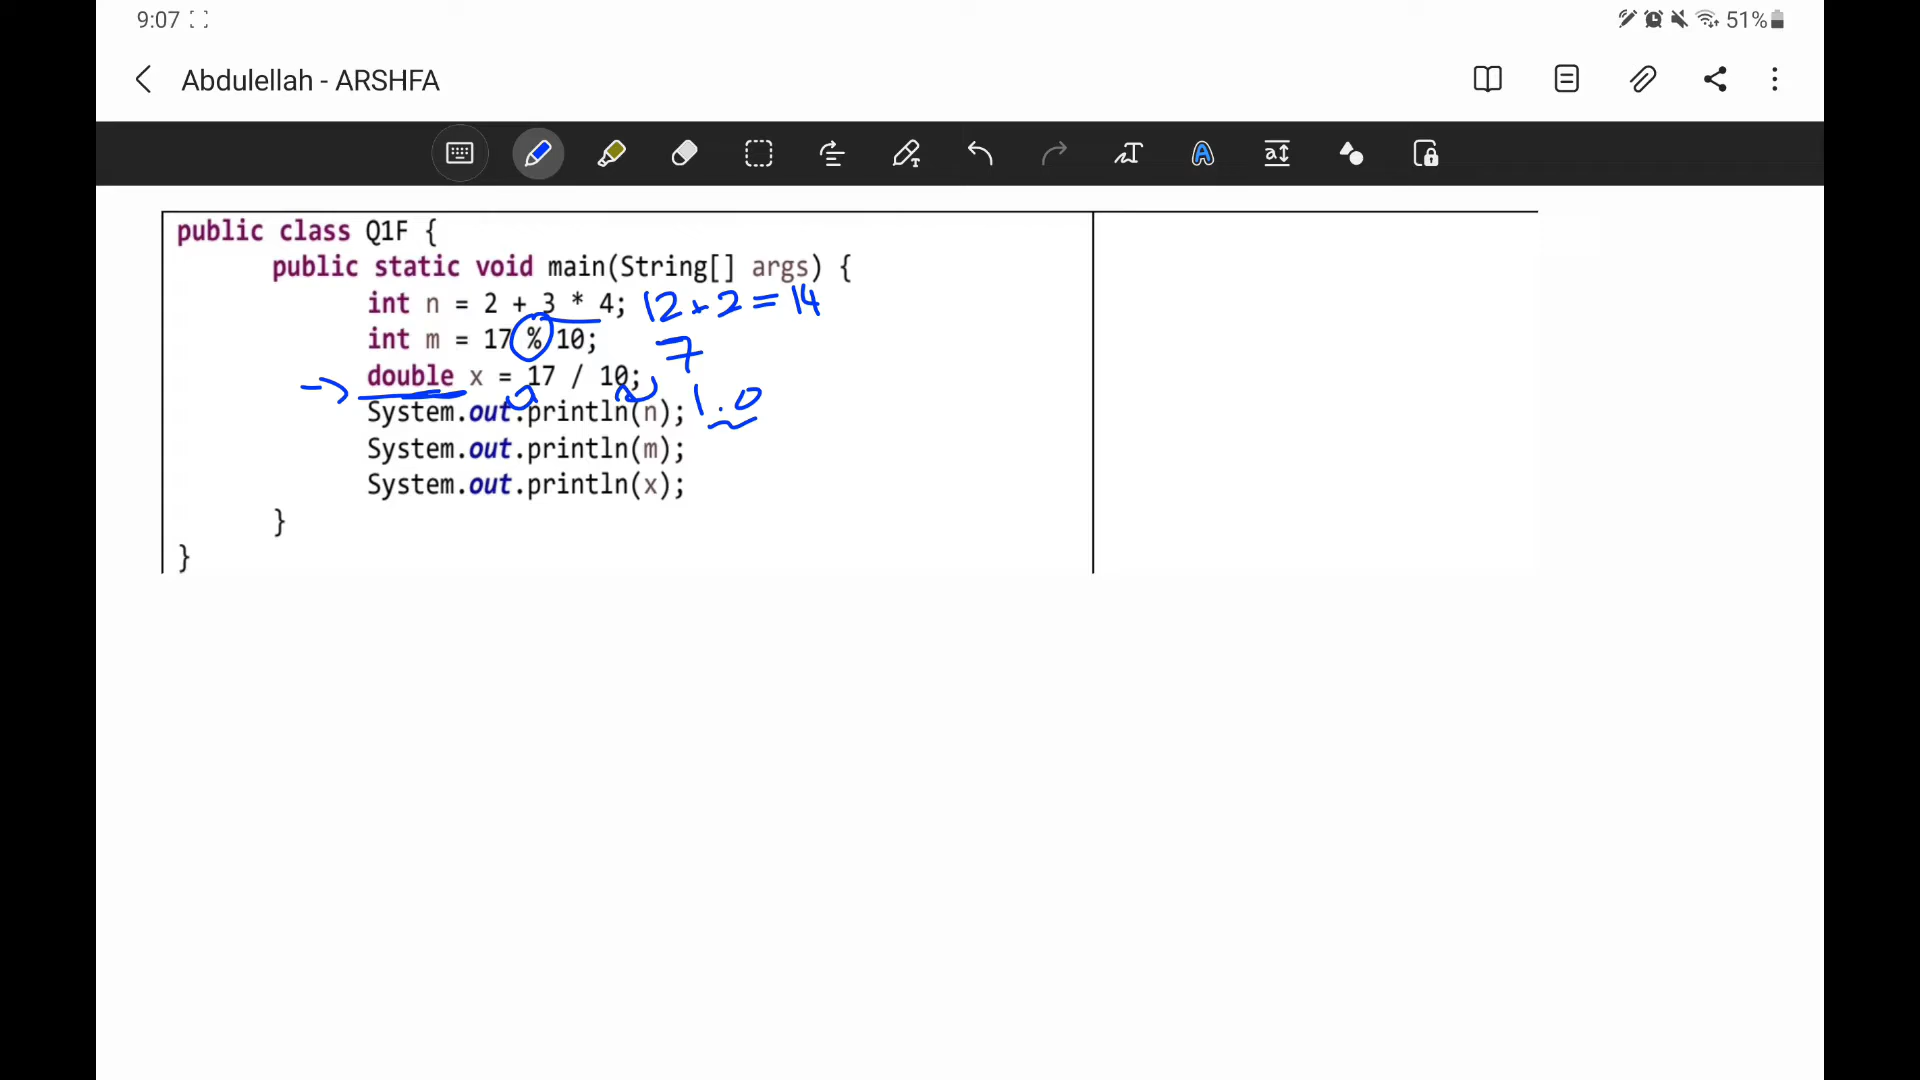 9:07 51%
Abdulellah - ARSHFA
public class Q1F {
public static void main(String[] args) {
int n = 2 + 3 * 4; 12 + 2 = 14
int m = 17 % 10; 7
double x = 17 / 10; 1.0
System.out.println(n);
System.out.println(m);
System.out.println(x);
}
}